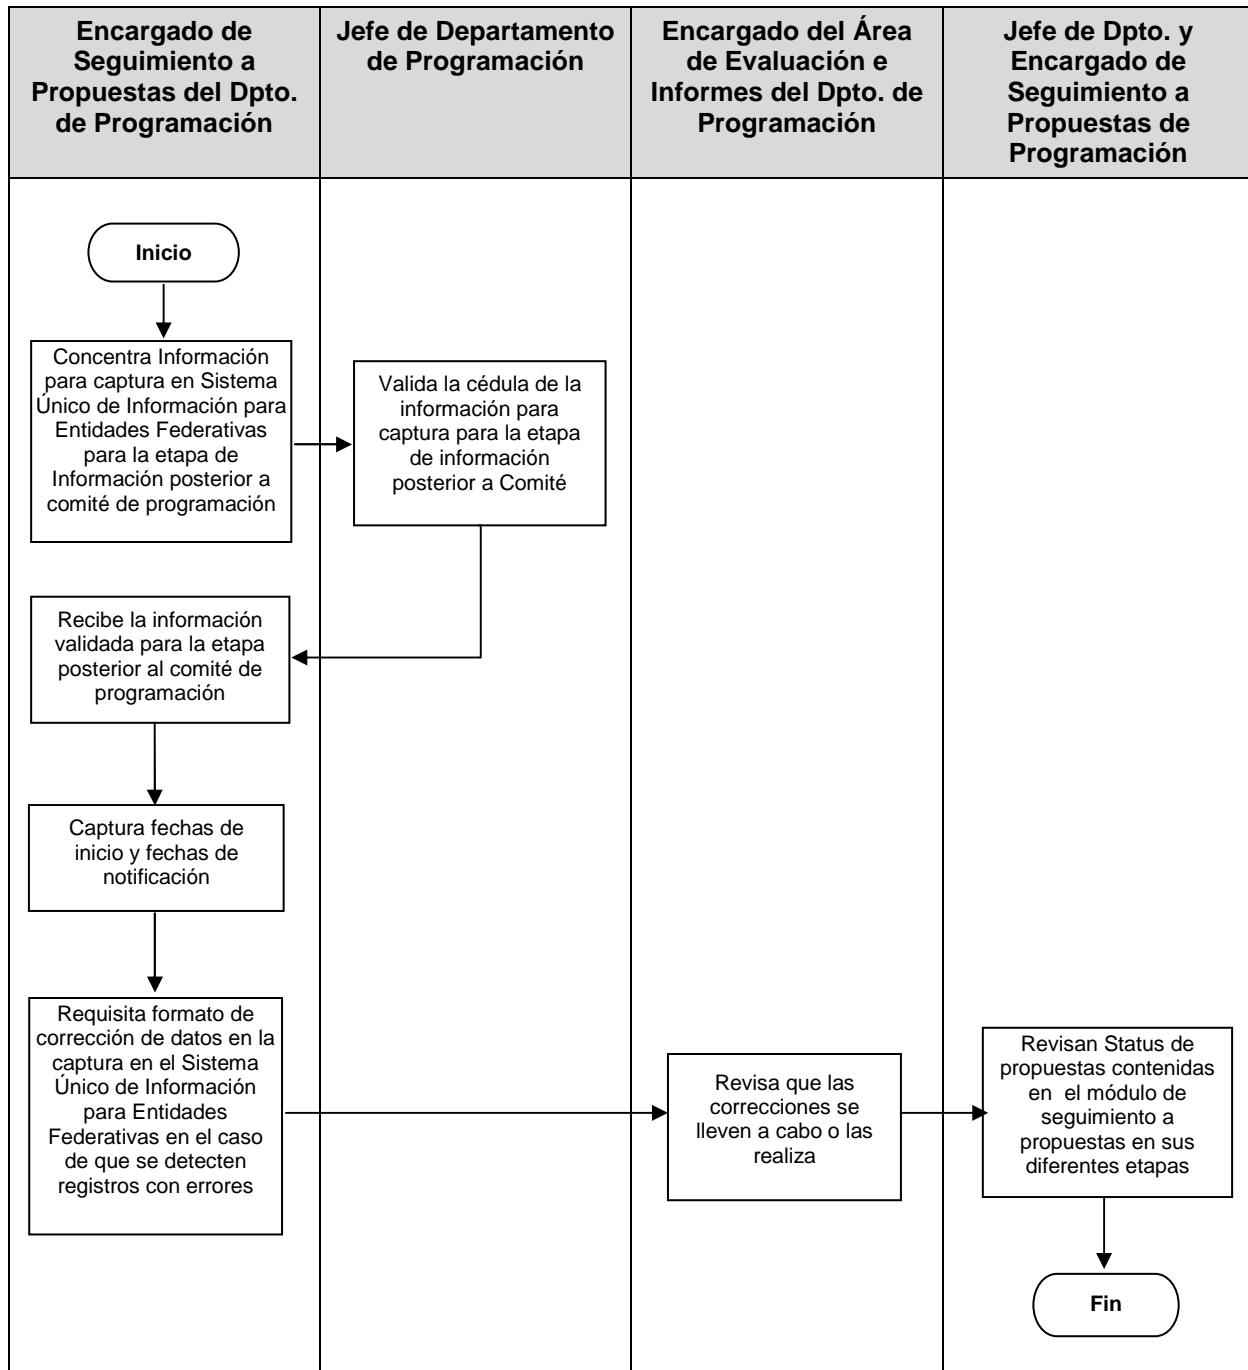 Encargado de
Seguimiento a
Propuestas del Dpto.
de Programación
Jefe de Departamento
de Programación
Encargado del Área
de Evaluación e
Informes del Dpto. de
Programación
Jefe de Dpto. y
Encargado de
Seguimiento a
Propuestas de
Programación
Inicio
Concentra Información
para captura en Sistema
Único de Información para
Entidades Federativas
para la etapa de
Información posterior a
comité de programación
Valida la cédula de la
información para
captura para la etapa
de información
posterior a Comité
Recibe la información
validada para la etapa
posterior al comité de
programación
Captura fechas de
inicio y fechas de
notificación
Requisita formato de
corrección de datos en la
captura en el Sistema
Único de Información
para Entidades
Federativas en el caso
de que se detecten
registros con errores
Revisa que las
correcciones se
lleven a cabo o las
realiza
Revisan Status de
propuestas contenidas
en el módulo de
seguimiento a
propuestas en sus
diferentes etapas
Fin